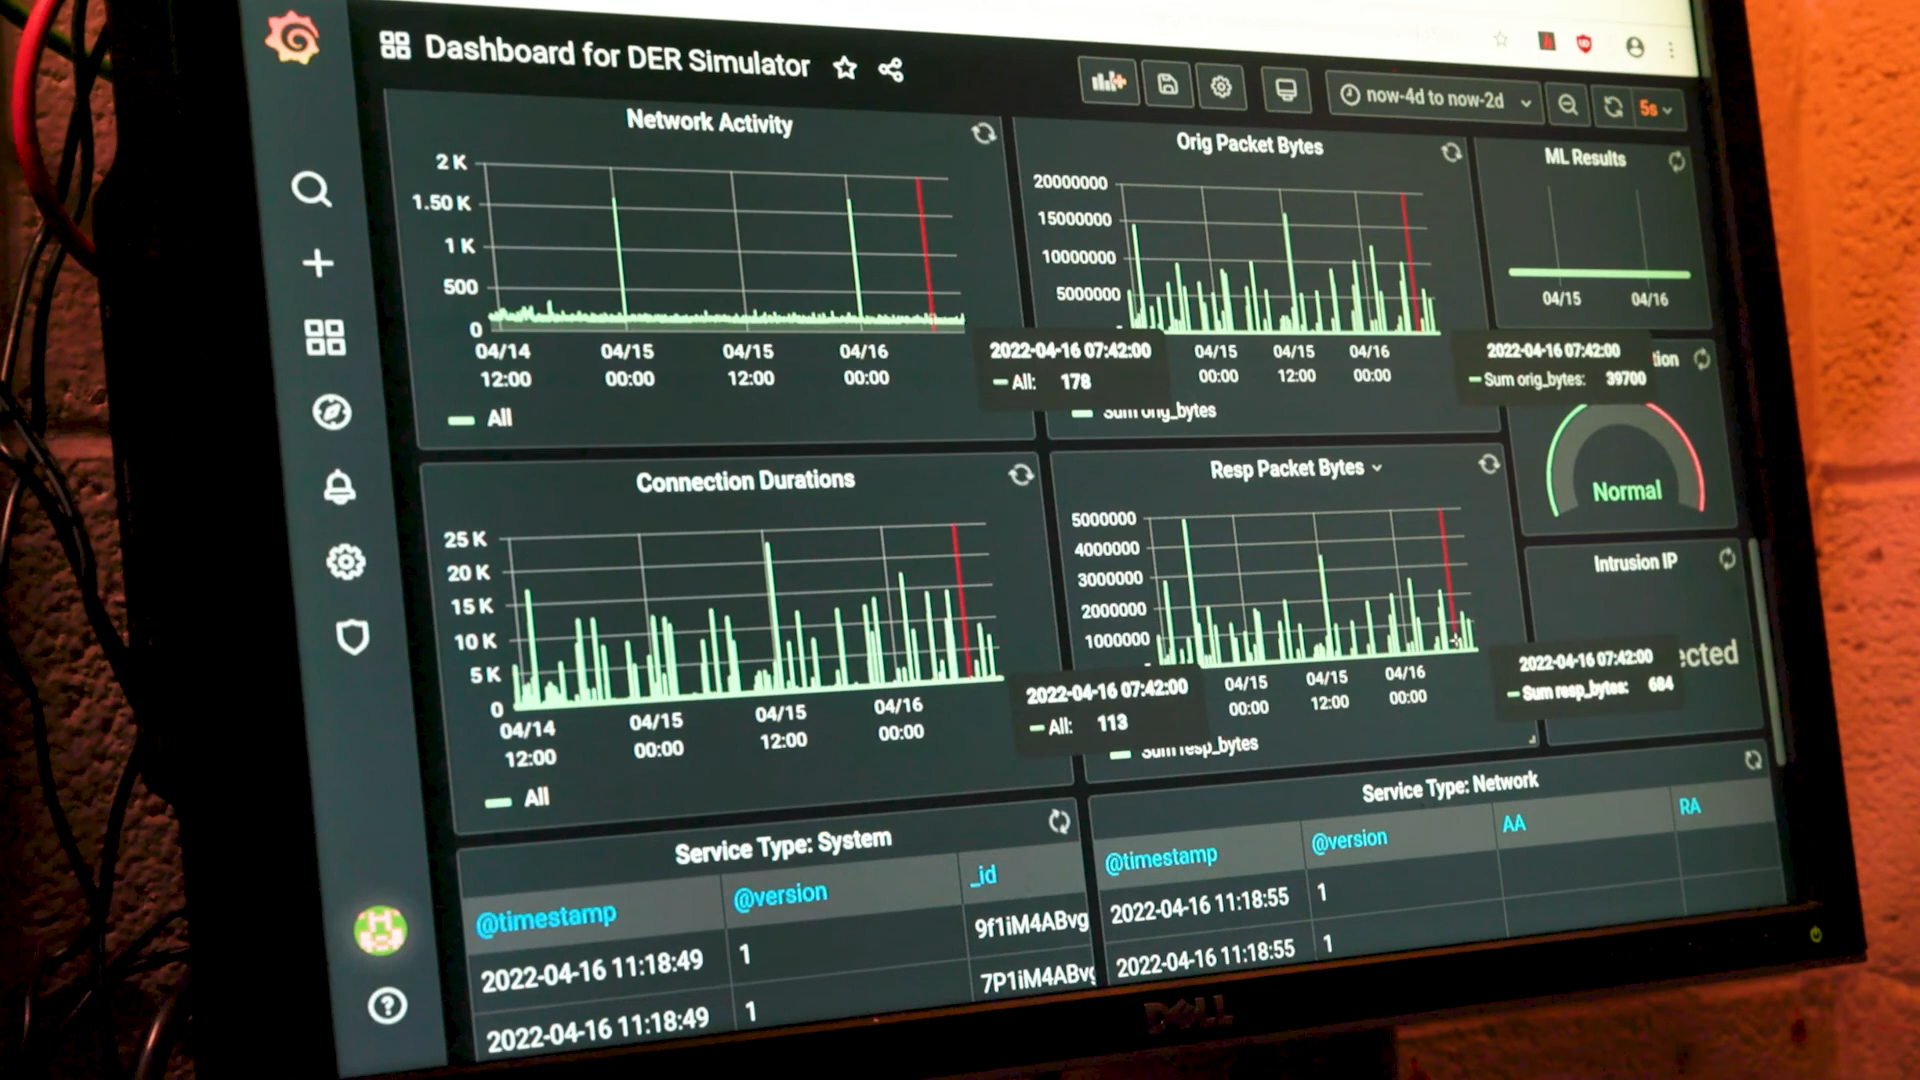 Dashboard for DER Simulator
now-4d to now-2d
5s
Network Activity
2 K
1.50 K
1 K
500
0
04/14 04/15 04/15 04/16
12:00 00:00 12:00 00:00
2022-04-16 07:42:00
All: 178
All
Orig Packet Bytes
20000000
15000000
10000000
5000000
04/15 04/15 04/16
00:00 12:00 00:00
2022-04-16 07:42:00
Sum orig_bytes: 39700
Sum orig_bytes
ML Results
04/15 04/16
tion
Normal
Connection Durations
25 K
20 K
15 K
10 K
5 K
0
04/14 04/15 04/15 04/16
12:00 00:00 12:00 00:00
2022-04-16 07:42:00
All: 113
All
Resp Packet Bytes
5000000
4000000
3000000
2000000
1000000
04/15 04/15 04/16
00:00 12:00 00:00
2022-04-16 07:42:00
Sum resp_bytes: 684
Sum resp_bytes
Intrusion IP
ected
Service Type: System
@timestamp @version _id
2022-04-16 11:18:49 1 9f1iM4ABvg
2022-04-16 11:18:49 1 7P1iM4ABvg
Service Type: Network
@timestamp @version AA RA
2022-04-16 11:18:55 1
2022-04-16 11:18:55 1
DELL